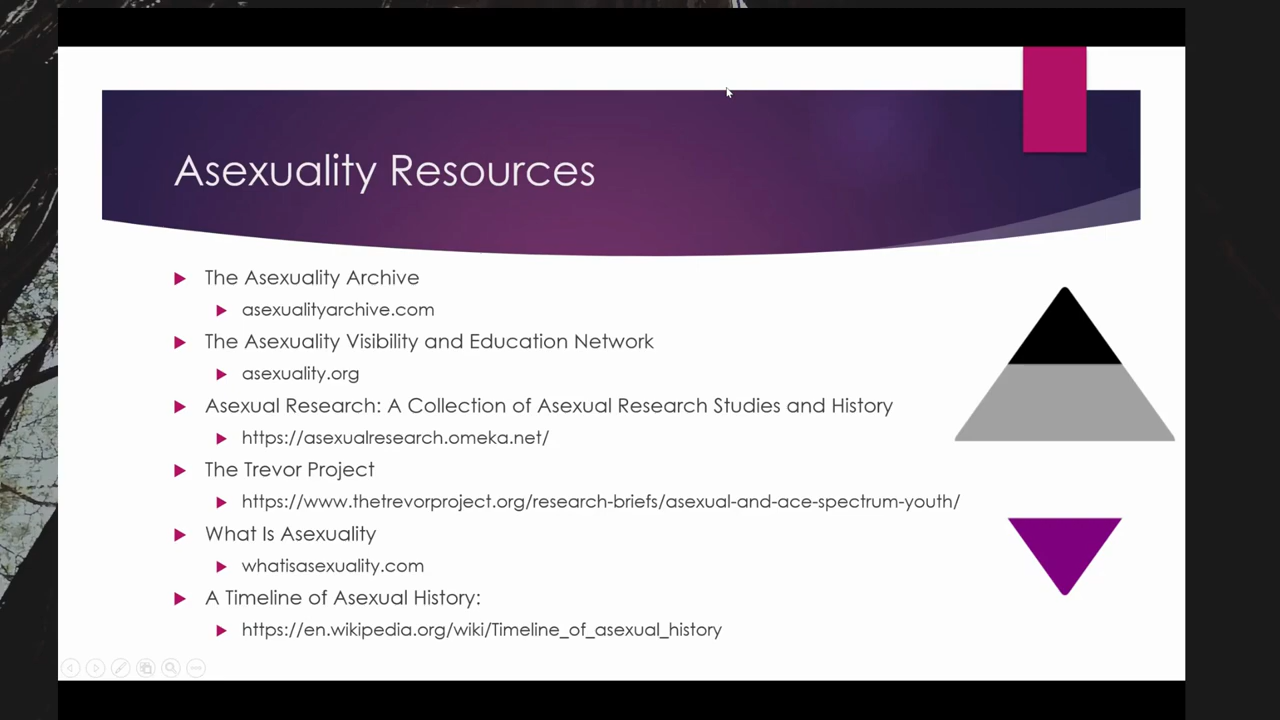 Asexuality Resources
The Asexuality Archive
asexualityarchive.com
The Asexuality Visibility and Education Network
asexuality.org
Asexual Research: A Collection of Asexual Research Studies and History
https://asexualresearch.omeka.net/
The Trevor Project
https://www.thetrevorproject.org/research-briefs/asexual-and-ace-spectrum-youth/
What Is Asexuality
whatisasexuality.com
A Timeline of Asexual History:
https://en.wikipedia.org/wiki/Timeline_of_asexual_history